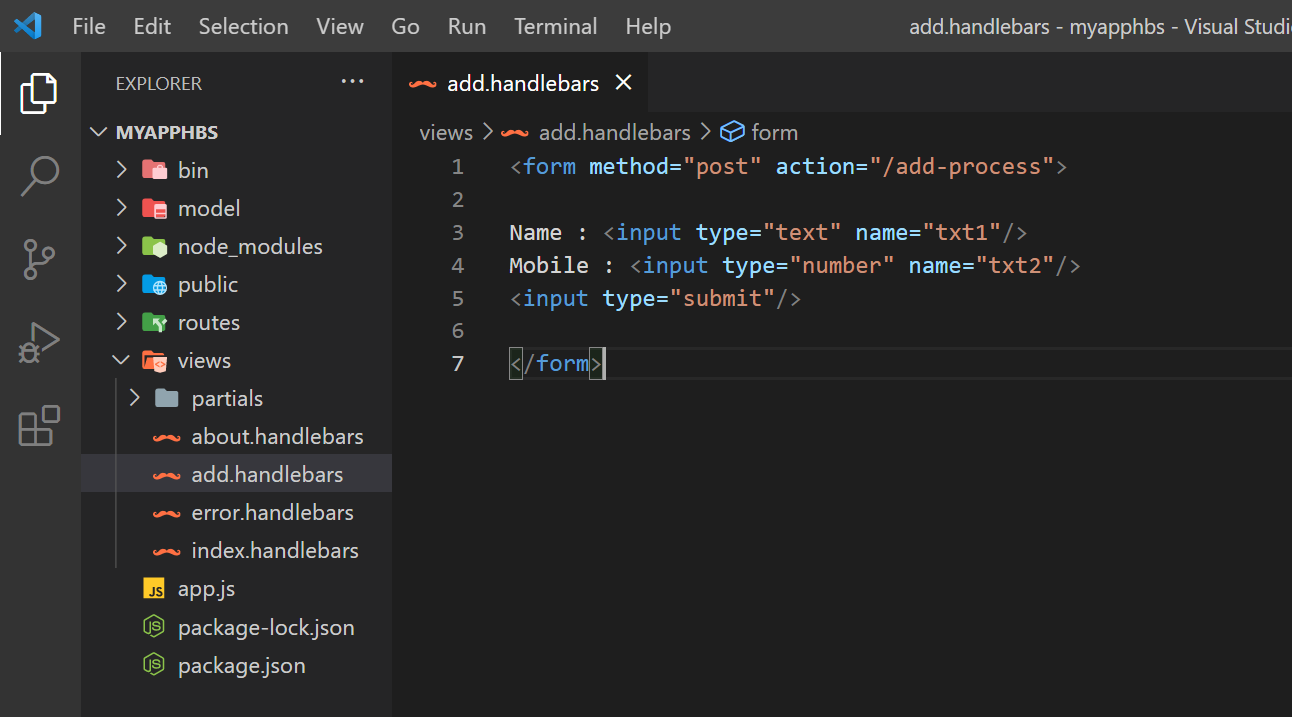 File Edit Selection View Go Run Terminal Help add.handlebars - myapphbs - Visual Studi
EXPLORER ...
MYAPPHBS
bin
model
node_modules
public
routes
views
partials
about.handlebars
add.handlebars
error.handlebars
index.handlebars
JS app.js
JS package-lock.json
JS package.json
add.handlebars
views > add.handlebars > form
1 <form method="post" action="/add-process">
2
3 Name : <input type="text" name="txt1"/>
4 Mobile : <input type="number" name="txt2"/>
5 <input type="submit"/>
6
7 </form>